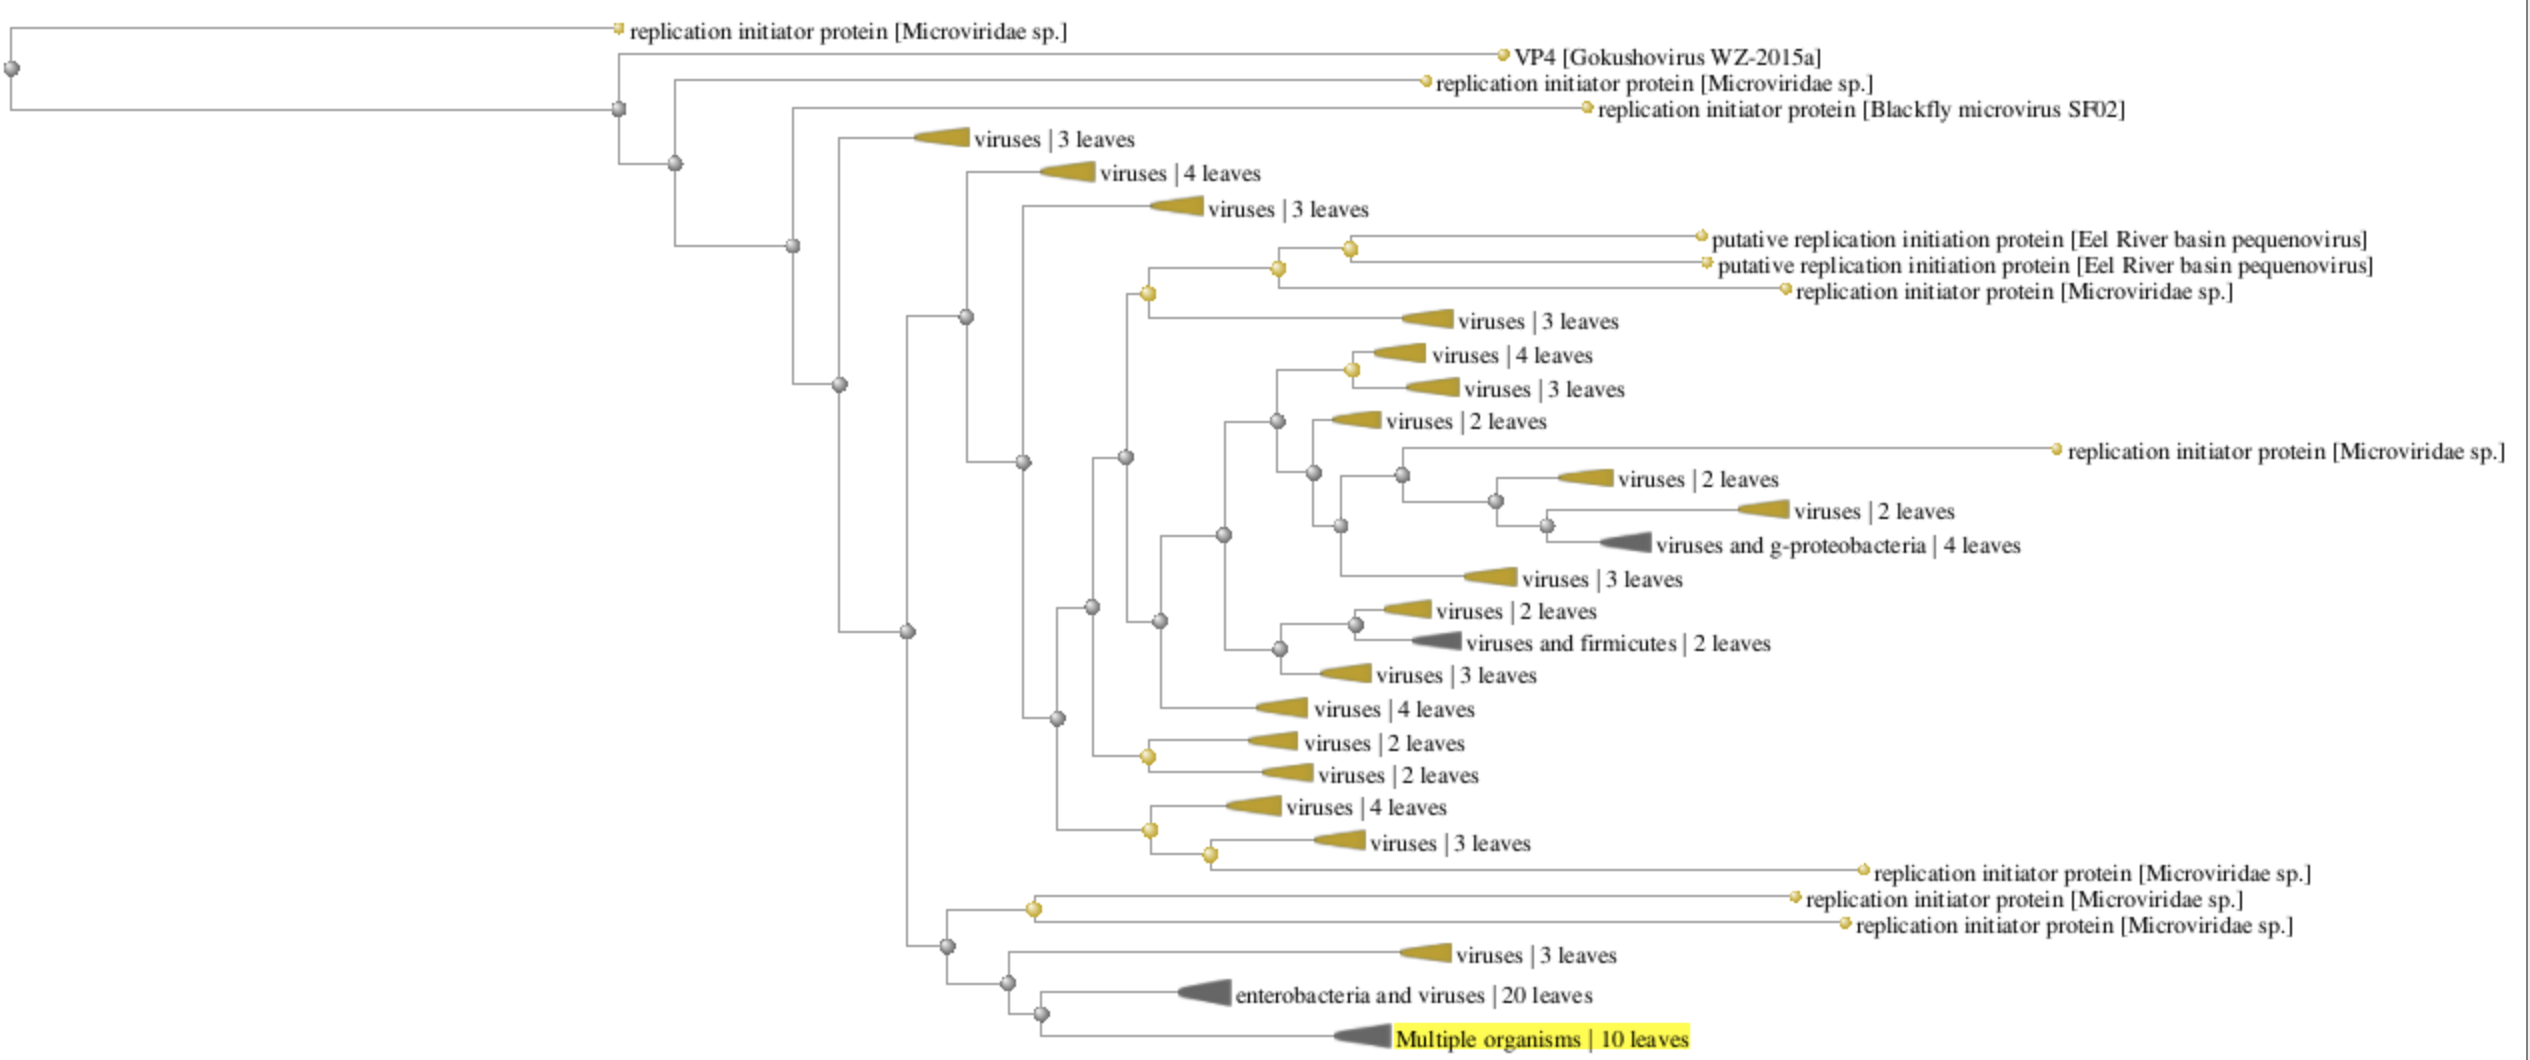 replication initiator protein [Microviridae sp.]
VP4 [Gokushovirus WZ-2015a]
replication initiator protein [Microviridae sp.]
replication initiator protein [Blackfly microvirus SF02]
viruses | 3 leaves
viruses | 4 leaves
viruses | 3 leaves
putative replication initiation protein [Eel River basin pequenovirus]
putative replication initiation protein [Eel River basin pequenovirus]
replication initiator protein [Microviridae sp.]
viruses | 3 leaves
viruses | 4 leaves
viruses | 3 leaves
viruses | 2 leaves
replication initiator protein [Microviridae sp.]
viruses | 2 leaves
viruses | 2 leaves
viruses and g-proteobacteria | 4 leaves
viruses | 3 leaves
viruses | 2 leaves
viruses and firmicutes | 2 leaves
viruses | 3 leaves
viruses | 4 leaves
viruses | 2 leaves
viruses | 2 leaves
viruses | 4 leaves
viruses | 3 leaves
replication initiator protein [Microviridae sp.]
replication initiator protein [Microviridae sp.]
replication initiator protein [Microviridae sp.]
viruses | 3 leaves
enterobacteria and viruses | 20 leaves
Multiple organisms | 10 leaves